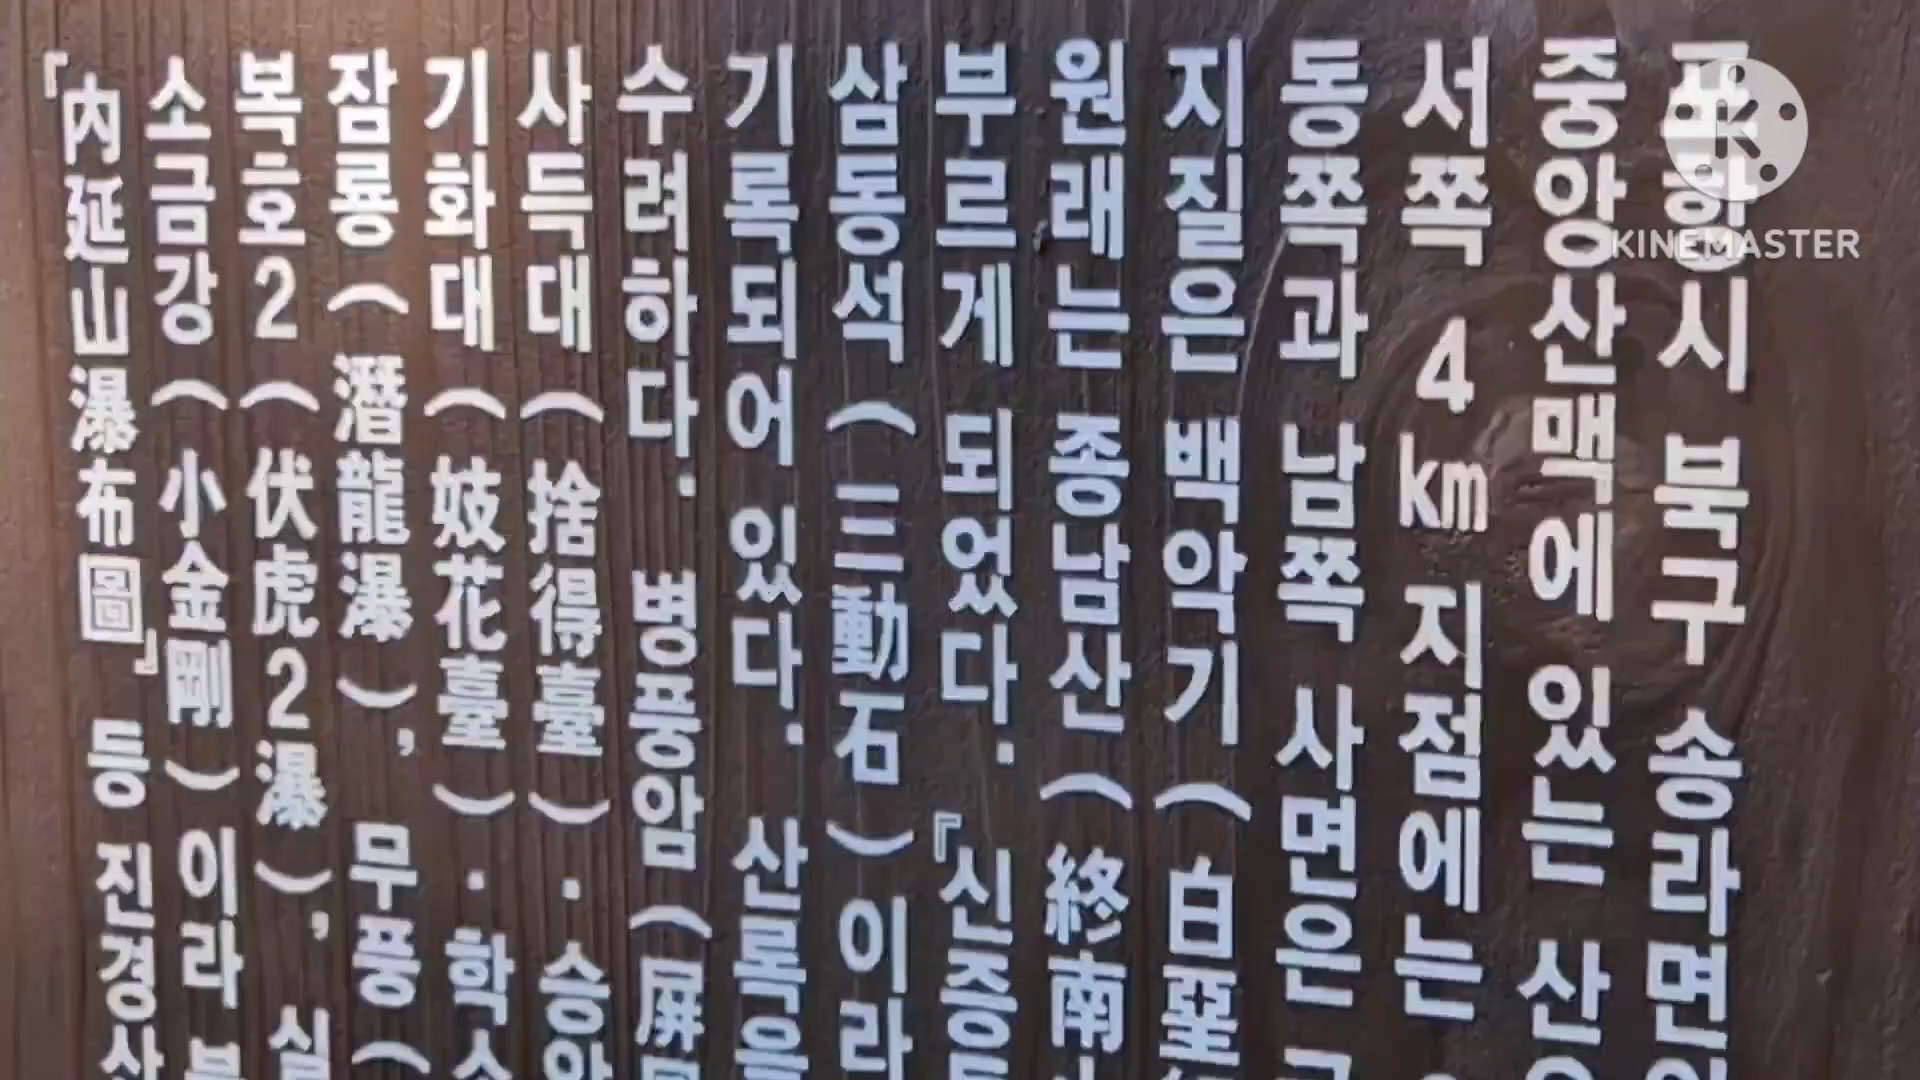 포항시 북구 송라면
중앙산맥에 있는 산
서쪽 4 km 지점에는
동쪽과 남쪽 사면은
지질은 백악기 (白堊
원래는 종남산 (終南
부르게 되었다. 『신증
삼동석 (三動石) 이라
기록되어 있다. 산록을
수려하다. 병풍암 (屛
사득대 (捨得臺) · 승암
기화대 (妓花臺) · 학소
잠룡 (潛龍瀑), 무풍 (
복호2 (伏虎2瀑), 실
소금강 (小金剛) 이라
『內延山瀑布圖』 등 진경산
KINEMASTER